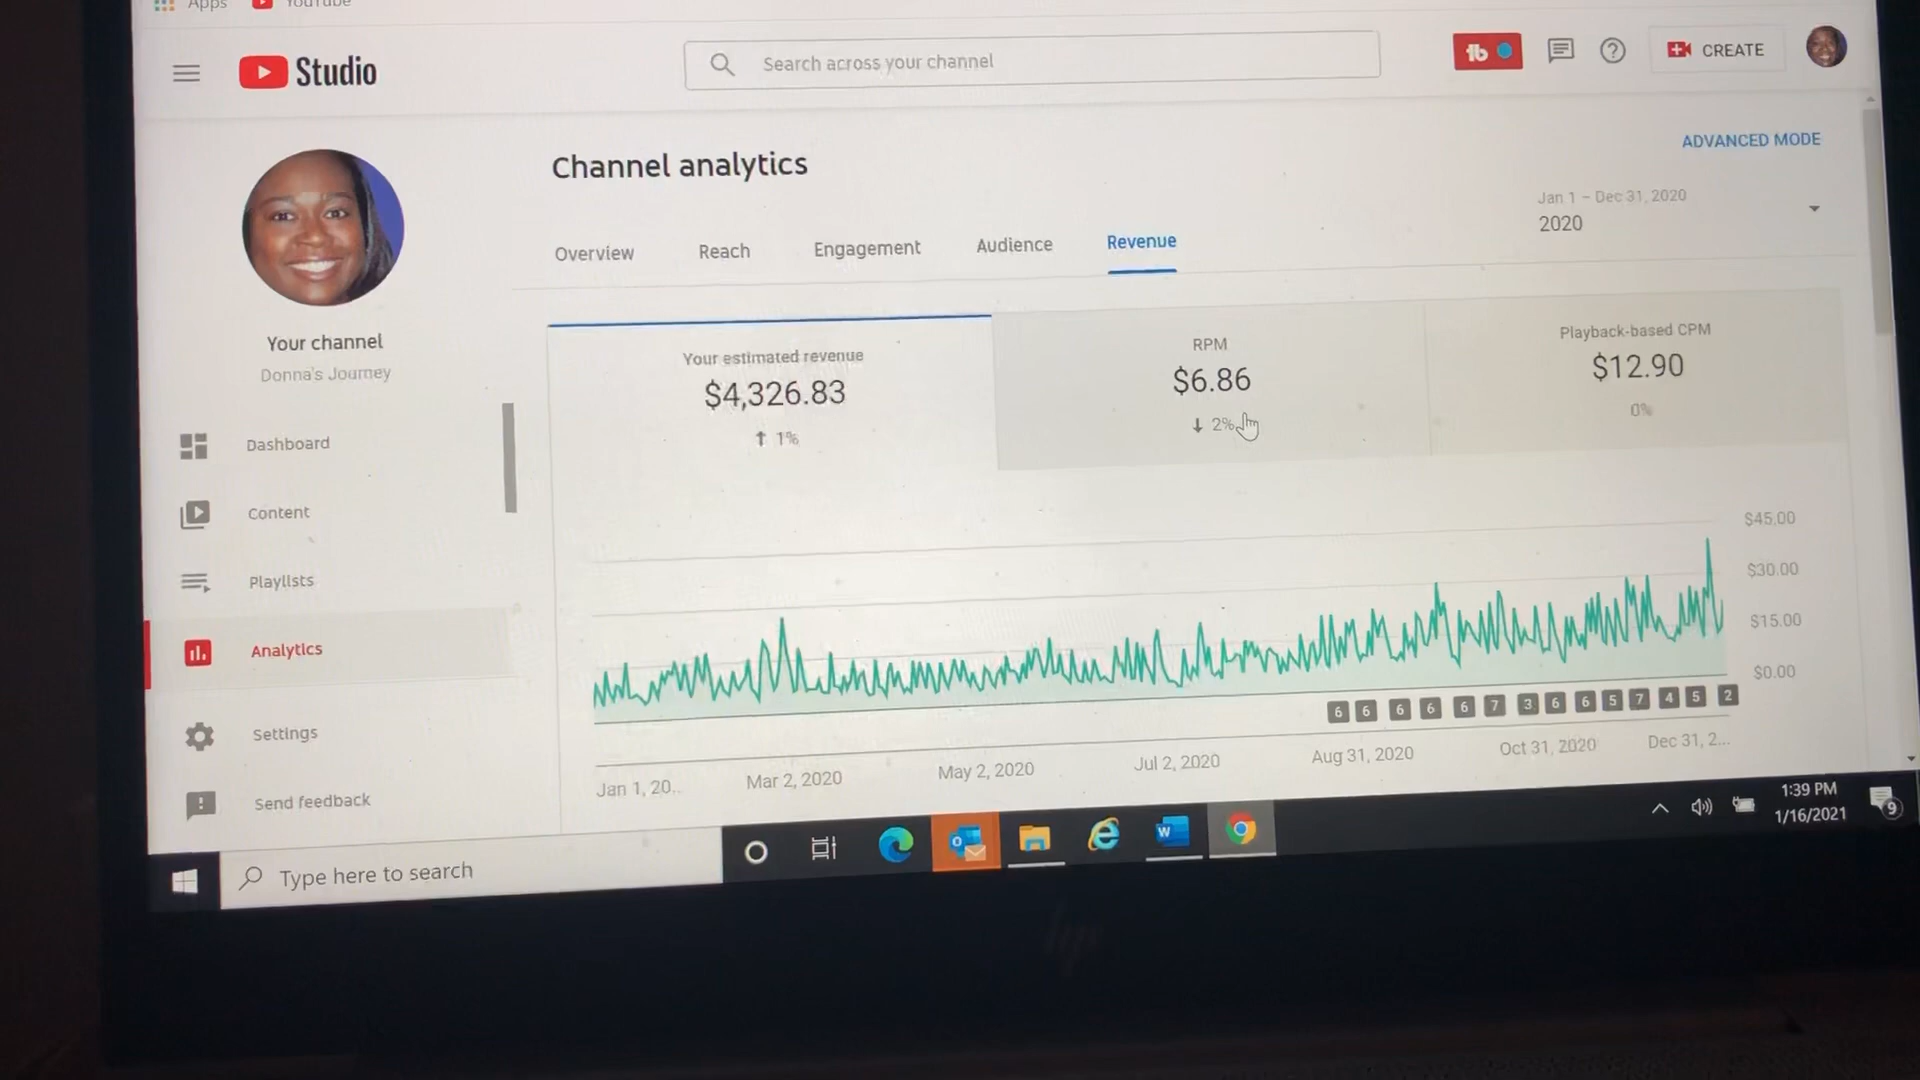 Apps YouTube
Studio
Search across your channel
CREATE
ADVANCED MODE
Channel analytics
Jan 1 – Dec 31, 2020
2020
Overview
Reach
Engagement
Audience
Revenue
Your channel
Donna's Journey
Dashboard
Content
Playlists
Analytics
Settings
Send feedback
Your estimated revenue
$4,326.83
1%
RPM
$6.86
2%
Playback-based CPM
$12.90
0%
$45.00
$30.00
$15.00
$0.00
6 6 6 6 6 7 3 6 6 5 7 4 5 2
Jan 1, 20...
Mar 2, 2020
May 2, 2020
Jul 2, 2020
Aug 31, 2020
Oct 31, 2020
Dec 31, 2...
Type here to search
1:39 PM
1/16/2021
9
hp